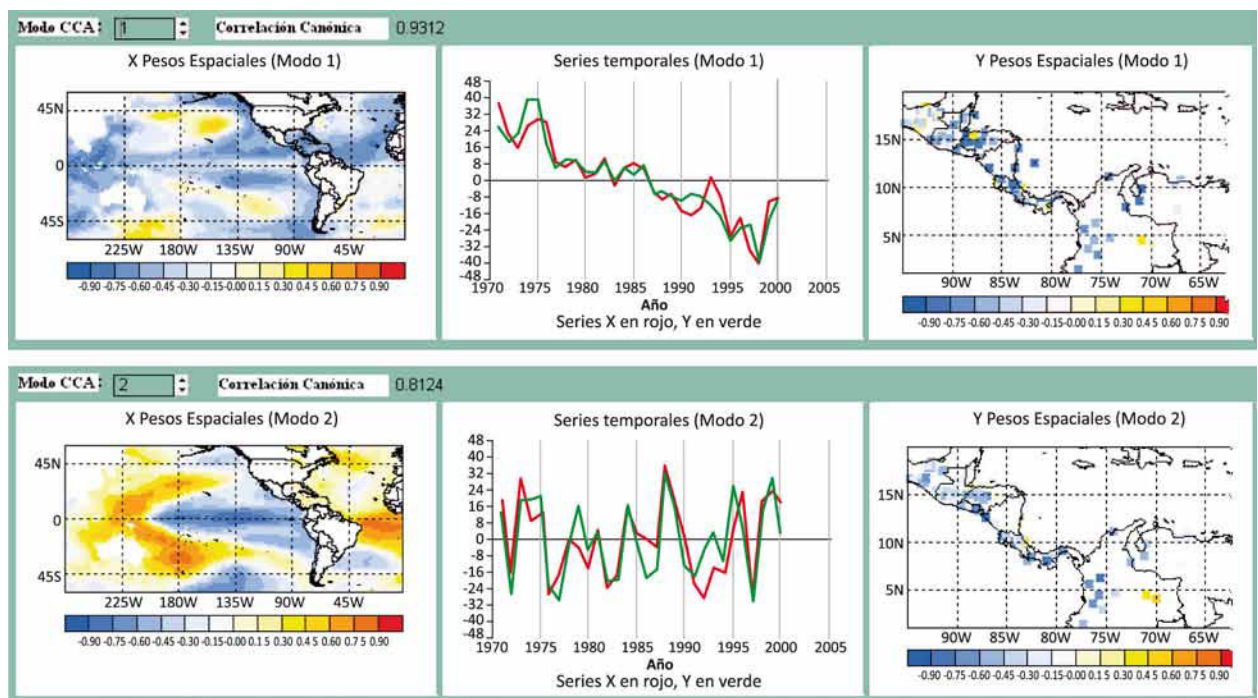 Modo CCA: 1 Correlación Canónica 0.9312
X Pesos Espaciales (Modo 1)
45N
0
45S
225W 180W 135W 90W 45W
-0.90 -0.75 -0.60 -0.45 -0.30 -0.15 -0.00 0.15 0.30 0.45 0.60 0.75 0.90
Series temporales (Modo 1)
48
40
32
24
16
8
0
-8
-16
-24
-32
-40
-48
1970 1975 1980 1985 1990 1995 2000 2005
Año
Series X en rojo, Y en verde
Y Pesos Espaciales (Modo 1)
15N
10N
5N
90W 85W 80W 75W 70W 65W
-0.90 -0.75 -0.60 -0.45 -0.30 -0.15 -0.00 0.15 0.30 0.45 0.60 0.75 0.90
Modo CCA: 2 Correlación Canónica 0.8124
X Pesos Espaciales (Modo 2)
45N
0
45S
225W 180W 135W 90W 45W
-0.90 -0.75 -0.60 -0.45 -0.30 -0.15 -0.00 0.15 0.30 0.45 0.60 0.75 0.90
Series temporales (Modo 2)
48
40
32
24
16
8
0
-8
-16
-24
-32
-40
-48
1970 1975 1980 1985 1990 1995 2000 2005
Año
Series X en rojo, Y en verde
Y Pesos Espaciales (Modo 2)
15N
10N
5N
90W 85W 80W 75W 70W 65W
-0.90 -0.75 -0.60 -0.45 -0.30 -0.15 -0.00 0.15 0.30 0.45 0.60 0.75 0.90